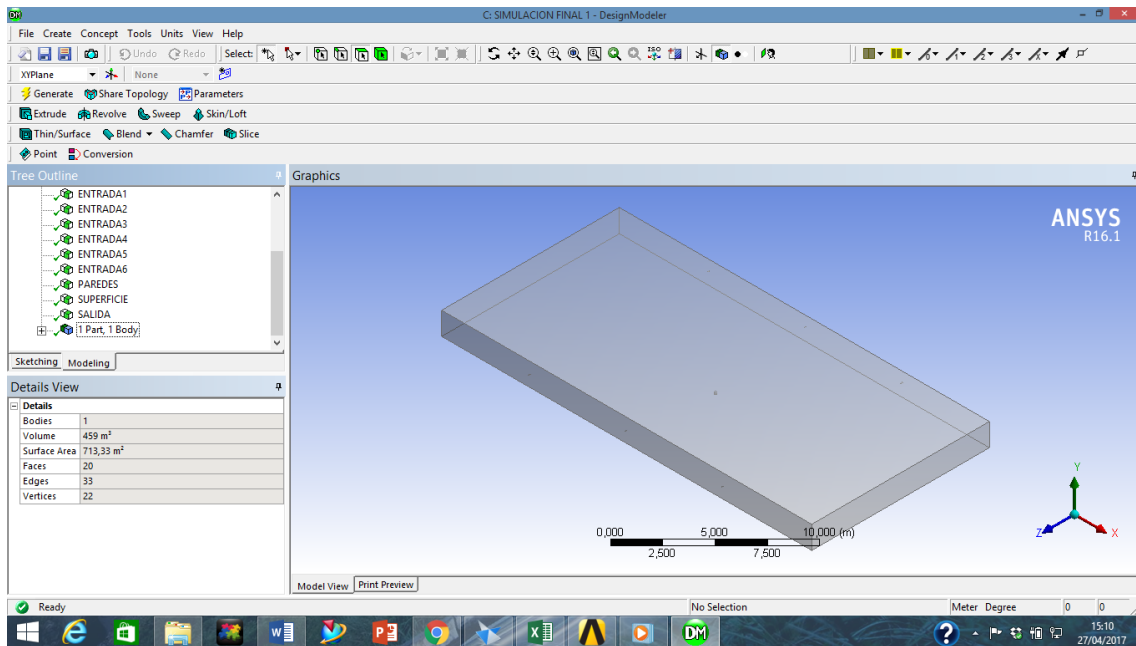 DM
C: SIMULACION FINAL 1 - DesignModeler
File Create Concept Tools Units View Help
Undo Redo Select:
ISO
XYPlane None
Generate Share Topology Parameters
Extrude Revolve Sweep Skin/Loft
Thin/Surface Blend Chamfer Slice
Point Conversion
Tree Outline
ENTRADA1
ENTRADA2
ENTRADA3
ENTRADA4
ENTRADA5
ENTRADA6
PAREDES
SUPERFICIE
SALIDA
1 Part, 1 Body
Sketching Modeling
Details View
Details
Bodies 1
Volume 459 m³
Surface Area 713,33 m²
Faces 20
Edges 33
Vertices 22
Graphics
ANSYS
R16.1
0,000 5,000 10,000 (m)
2,500 7,500
Y
Z X
Model View Print Preview
Ready No Selection Meter Degree 0 0
DM
15:10
27/04/2017